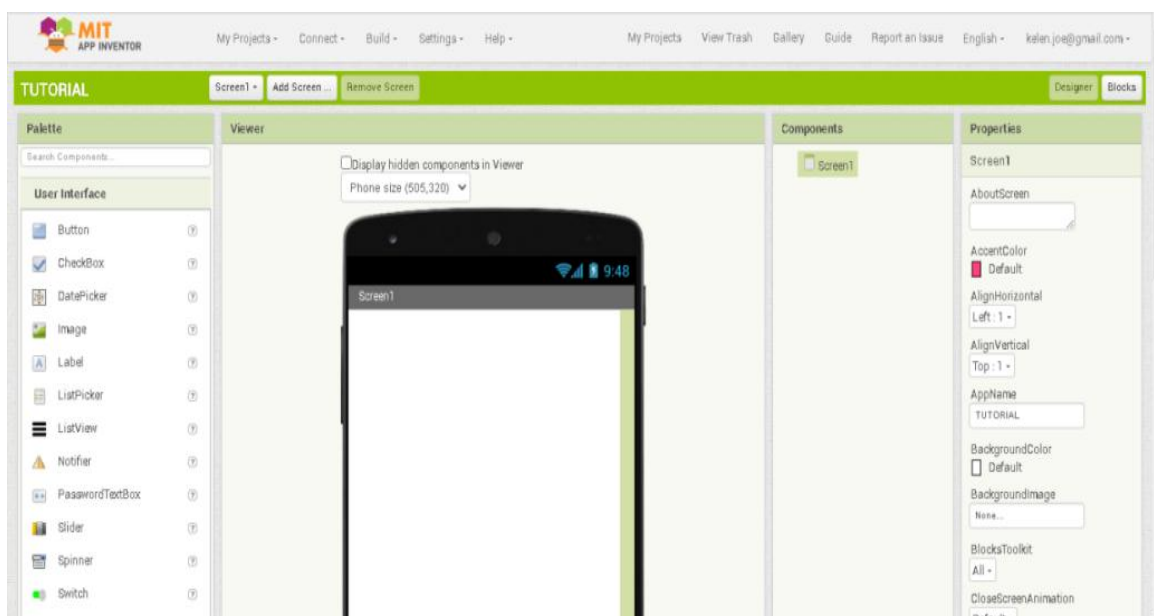 MIT
APP INVENTOR
My Projects Connect Build Settings Help My Projects View Trash Gallery Guide Report an Issue English kelen.joe@gmail.com
TUTORIAL Screen1 Add Screen ... Remove Screen Designer Blocks
Palette
Search Components...
User Interface
Button
CheckBox
DatePicker
Image
Label
ListPicker
ListView
Notifier
PasswordTextBox
Slider
Spinner
Switch
Viewer
Display hidden components in Viewer
Phone size (505,320)
9:48
Screen1
Components
Screen1
Properties
Screen1
AboutScreen
AccentColor
Default
AlignHorizontal
Left : 1
AlignVertical
Top : 1
AppName
TUTORIAL
BackgroundColor
Default
BackgroundImage
None...
BlocksToolkit
All
CloseScreenAnimation